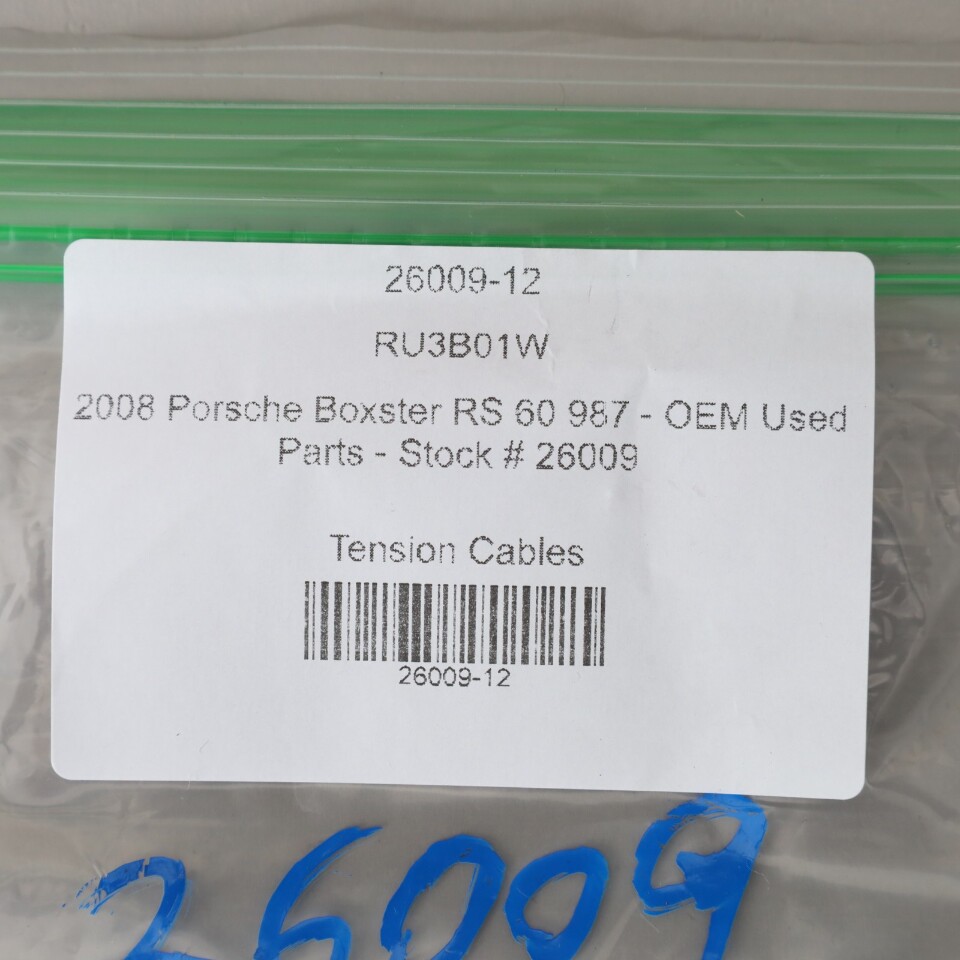 26009-12
RU3B01W
2008 Porsche Boxster RS 60 987 - OEM Used
Parts - Stock # 26009
Tension Cables
26009-12
26009